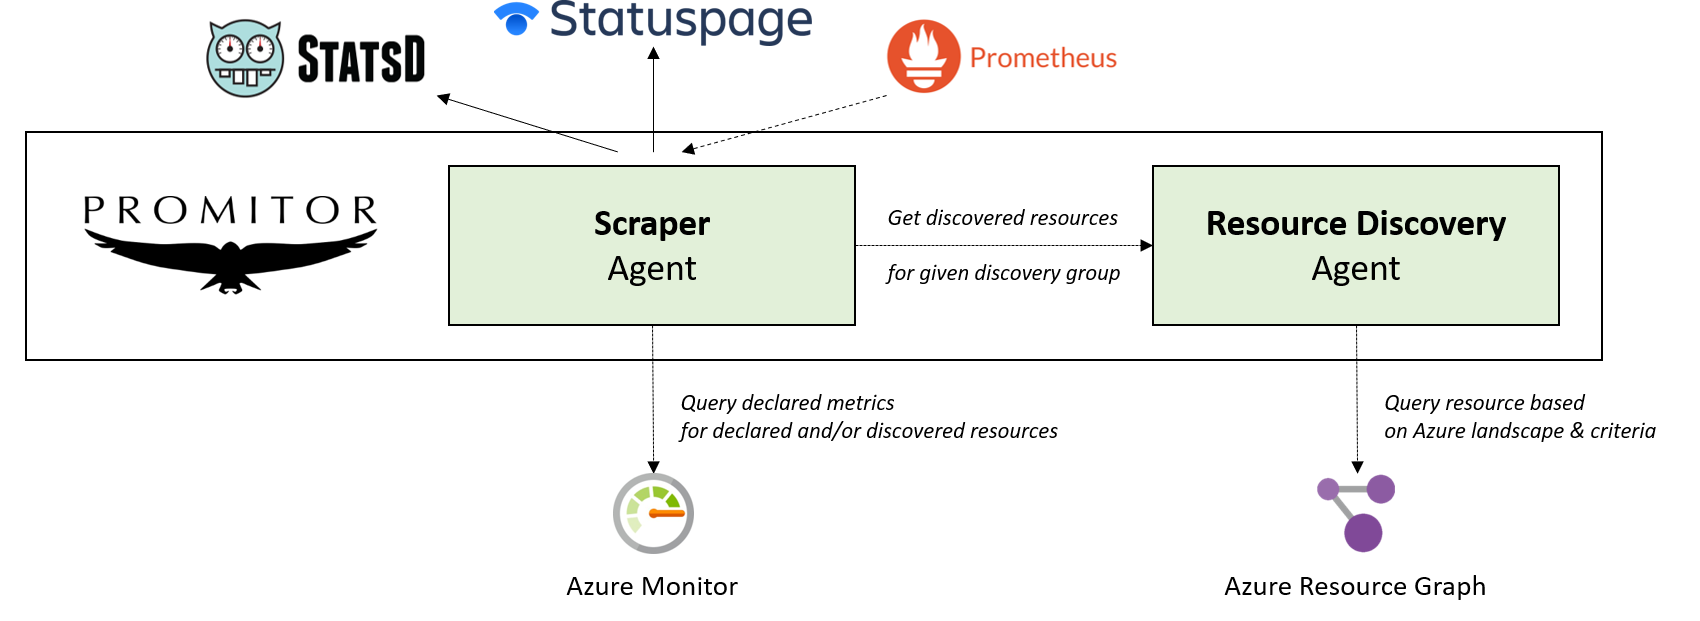 STATSD
Statuspage
Prometheus
PROMITOR
Scraper
Agent
Get discovered resources
for given discovery group
Resource Discovery
Agent
Query declared metrics
for declared and/or discovered resources
Query resource based
on Azure landscape & criteria
Azure Monitor
Azure Resource Graph